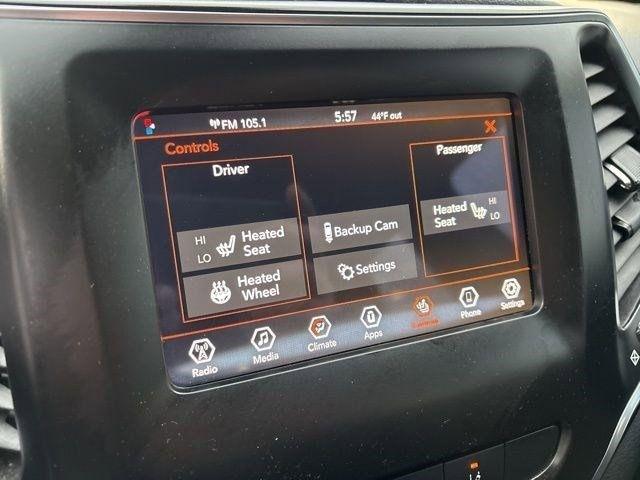 FM 105.1 5:57 44°F out
Controls
Driver
Passenger
HI
LO
Heated
Seat
Backup Cam
Heated
Seat
HI
LO
Heated
Wheel
Settings
Radio
Media
Climate
Apps
Controls
Phone
Settings